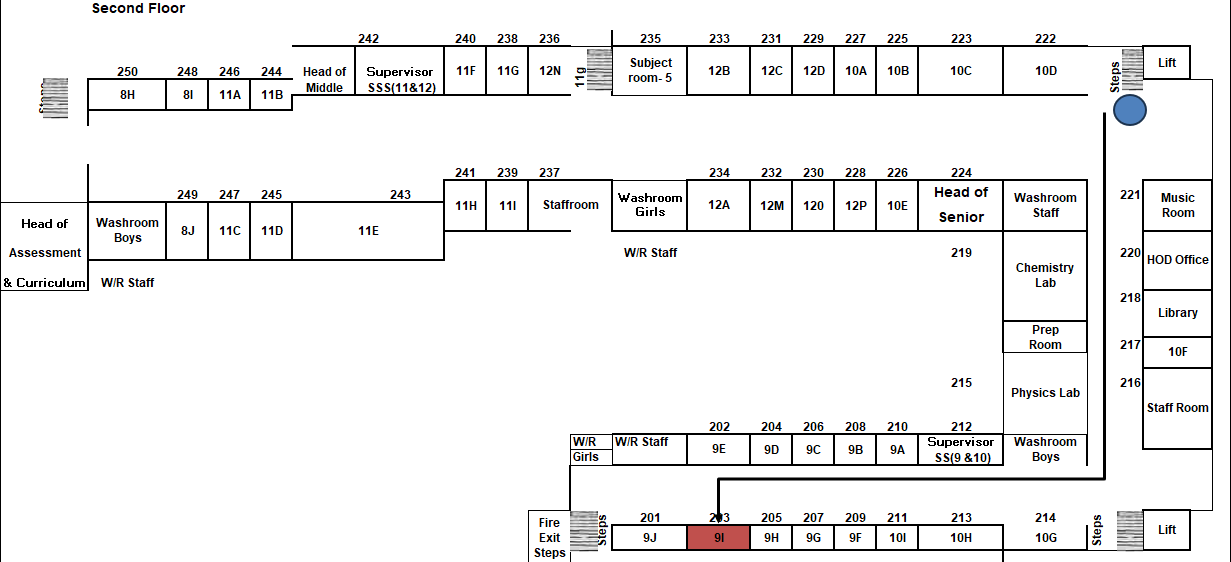 Second Floor
242 240 238 236 235 233 231 229 227 225 223 222
250 248 246 244
Head of
Middle
Supervisor
SSS(11&12)
11F 11G 12N
11g
Subject
room- 5
12B 12C 12D 10A 10B 10C 10D
Steps
Lift
8H 8I 11A 11B
241 239 237 234 232 230 228 226 224
249 247 245 243
221
Head of
Assessment
& Curriculum
Washroom
Boys
8J 11C 11D 11E
11H 11I Staffroom
Washroom
Girls
12A 12M 120 12P 10E
Head of
Senior
Washroom
Staff
Music
Room
W/R Staff
W/R Staff
219
Chemistry
Lab
220
HOD Office
218
Library
Prep
Room
217
10F
215
Physics Lab
216
Staff Room
202 204 206 208 210 212
W/R
Girls
W/R Staff
9E 9D 9C 9B 9A
Supervisor
SS(9 &10)
Washroom
Boys
201 203 205 207 209 211 213 214
Fire
Exit
Steps
Steps
9J 9I 9H 9G 9F 10I 10H 10G
Steps
Lift